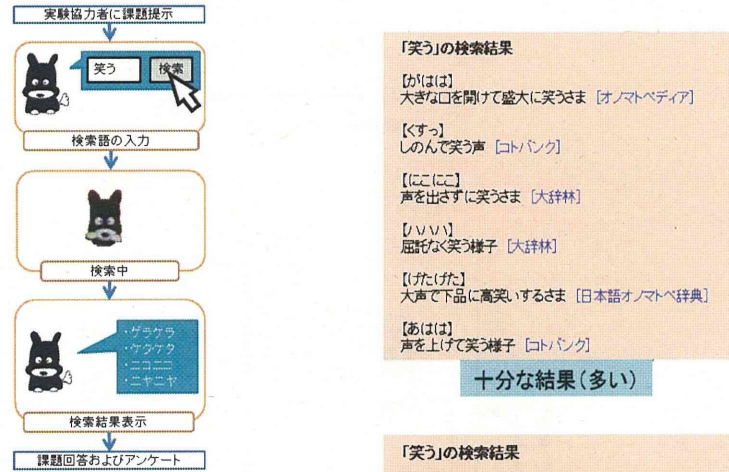 実験協力者に課題提示
笑う
検索
検索語の入力
検索中
・ゲラゲラ
・ケタケタ
・ニコニコ
・ニヤニヤ
検索結果表示
課題回答およびアンケート
「笑う」の検索結果
【がはは】
大きな口を開けて盛大に笑うさま [オノマトペディア]
【くすっ】
しのんで笑う声 [コトバンク]
【にこにこ】
声を出さずに笑うさま [大辞林]
【ハハハ】
屈託なく笑う様子 [大辞林]
【げたげた】
大声で下品に高笑いするさま [日本語オノマトペ辞典]
【あはは】
声を上げて笑う様子 [コトバンク]
十分な結果(多い)
「笑う」の検索結果